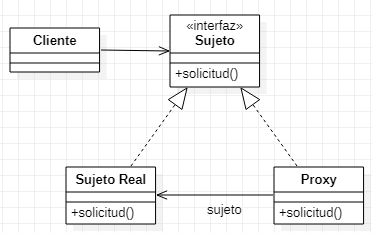 Cliente
«interfaz»
Sujeto
+solicitud()
Sujeto Real
+solicitud()
sujeto
Proxy
+solicitud()